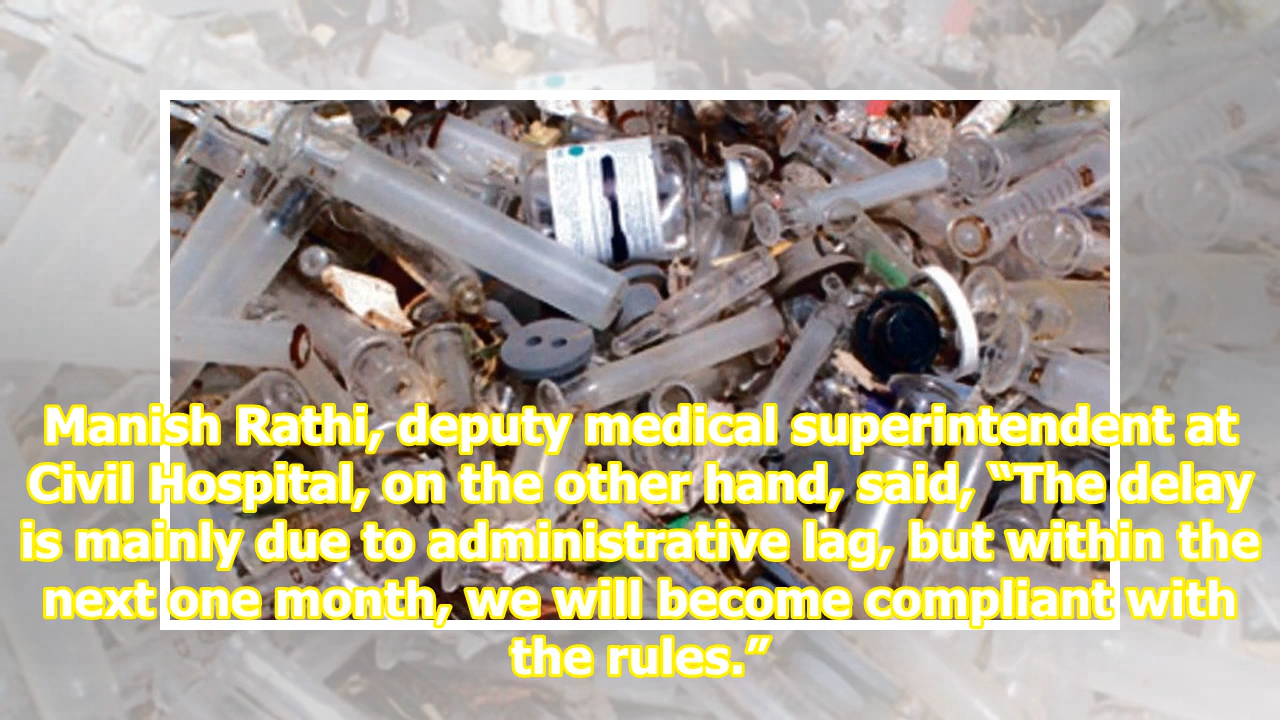 Manish Rathi, deputy medical superintendent at
Civil Hospital, on the other hand, said, “The delay
is mainly due to administrative lag, but within the
next one month, we will become compliant with
the rules.”